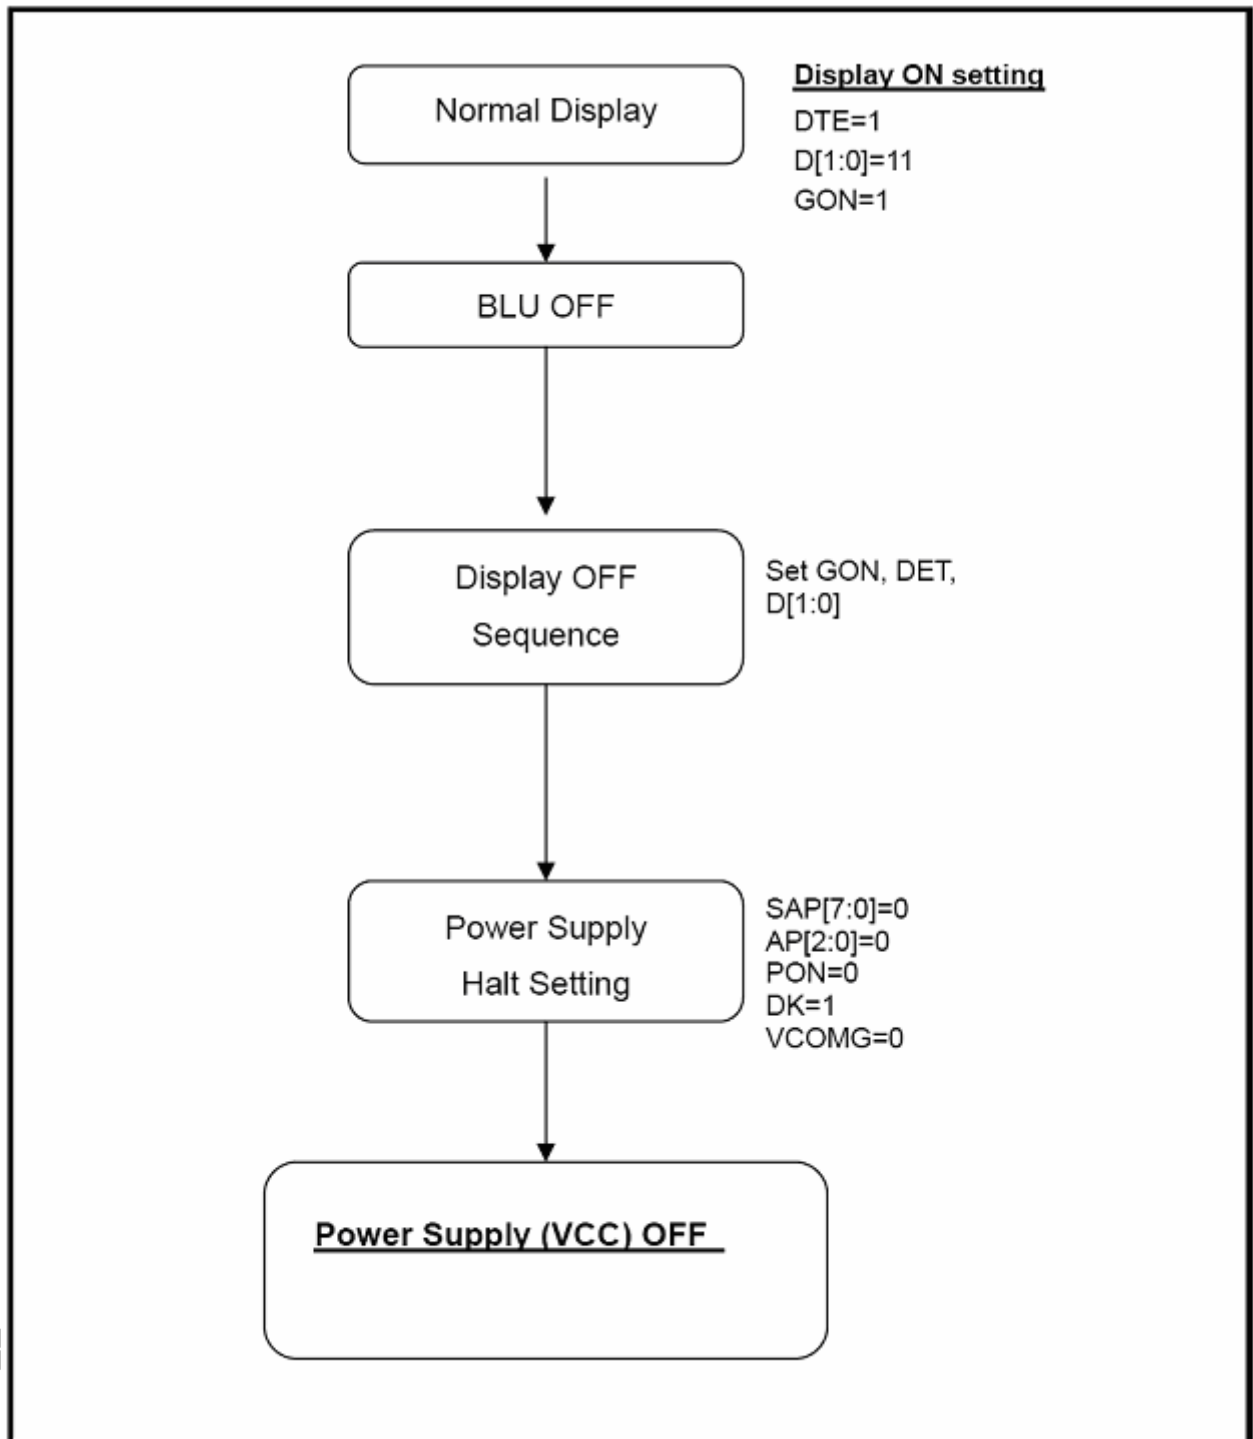 Normal Display
Display ON setting
DTE=1
D[1:0]=11
GON=1
BLU OFF
Display OFF
Sequence
Set GON, DET,
D[1:0]
Power Supply
Halt Setting
SAP[7:0]=0
AP[2:0]=0
PON=0
DK=1
VCOMG=0
Power Supply (VCC) OFF